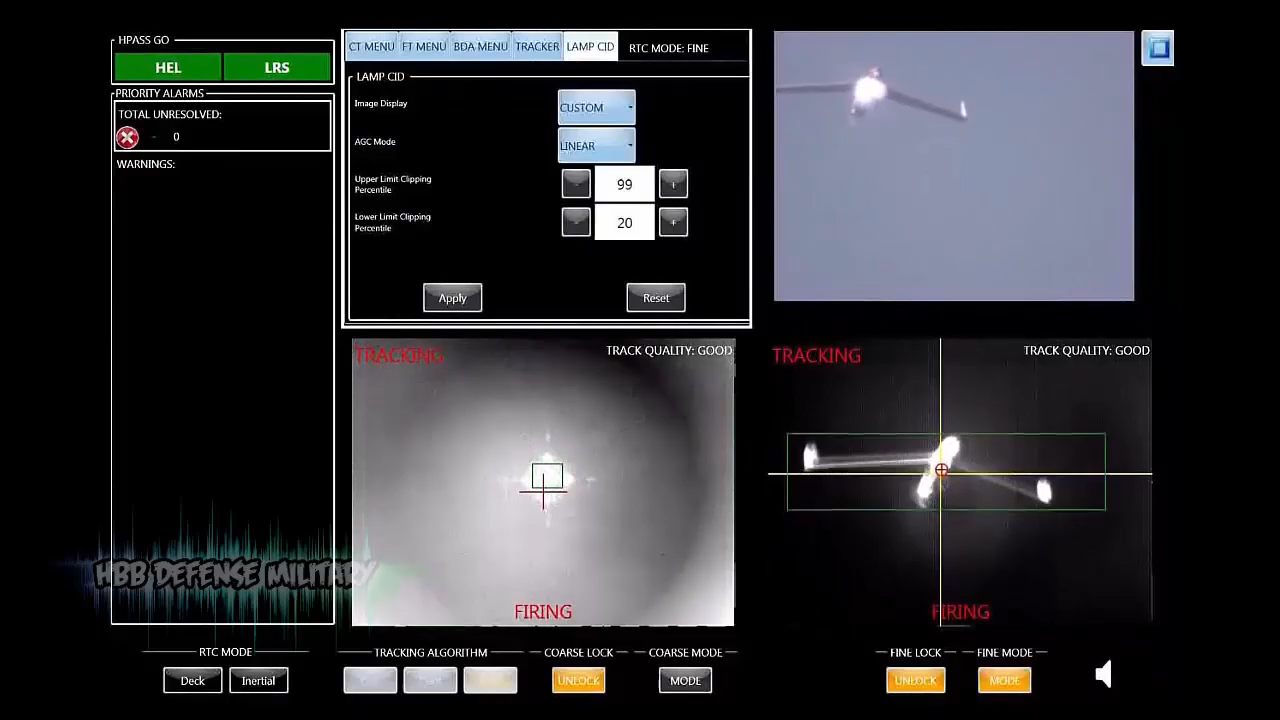 HPASS GO
HEL
LRS
PRIORITY ALARMS
TOTAL UNRESOLVED:
- 0
WARNINGS:
CT MENU
FT MENU
BDA MENU
TRACKER
LAMP CID
RTC MODE: FINE
LAMP CID
Image Display
CUSTOM
AGC Mode
LINEAR
Upper Limit Clipping
Percentile
-
99
+
Lower Limit Clipping
Percentile
-
20
+
Apply
Reset
TRACKING
TRACK QUALITY: GOOD
FIRING
TRACKING
TRACK QUALITY: GOOD
FIRING
HBB DEFENSE MILITARY
RTC MODE
Deck
Inertial
TRACKING ALGORITHM
COARSE LOCK
UNLOCK
COARSE MODE
MODE
FINE LOCK
UNLOCK
FINE MODE
MODE